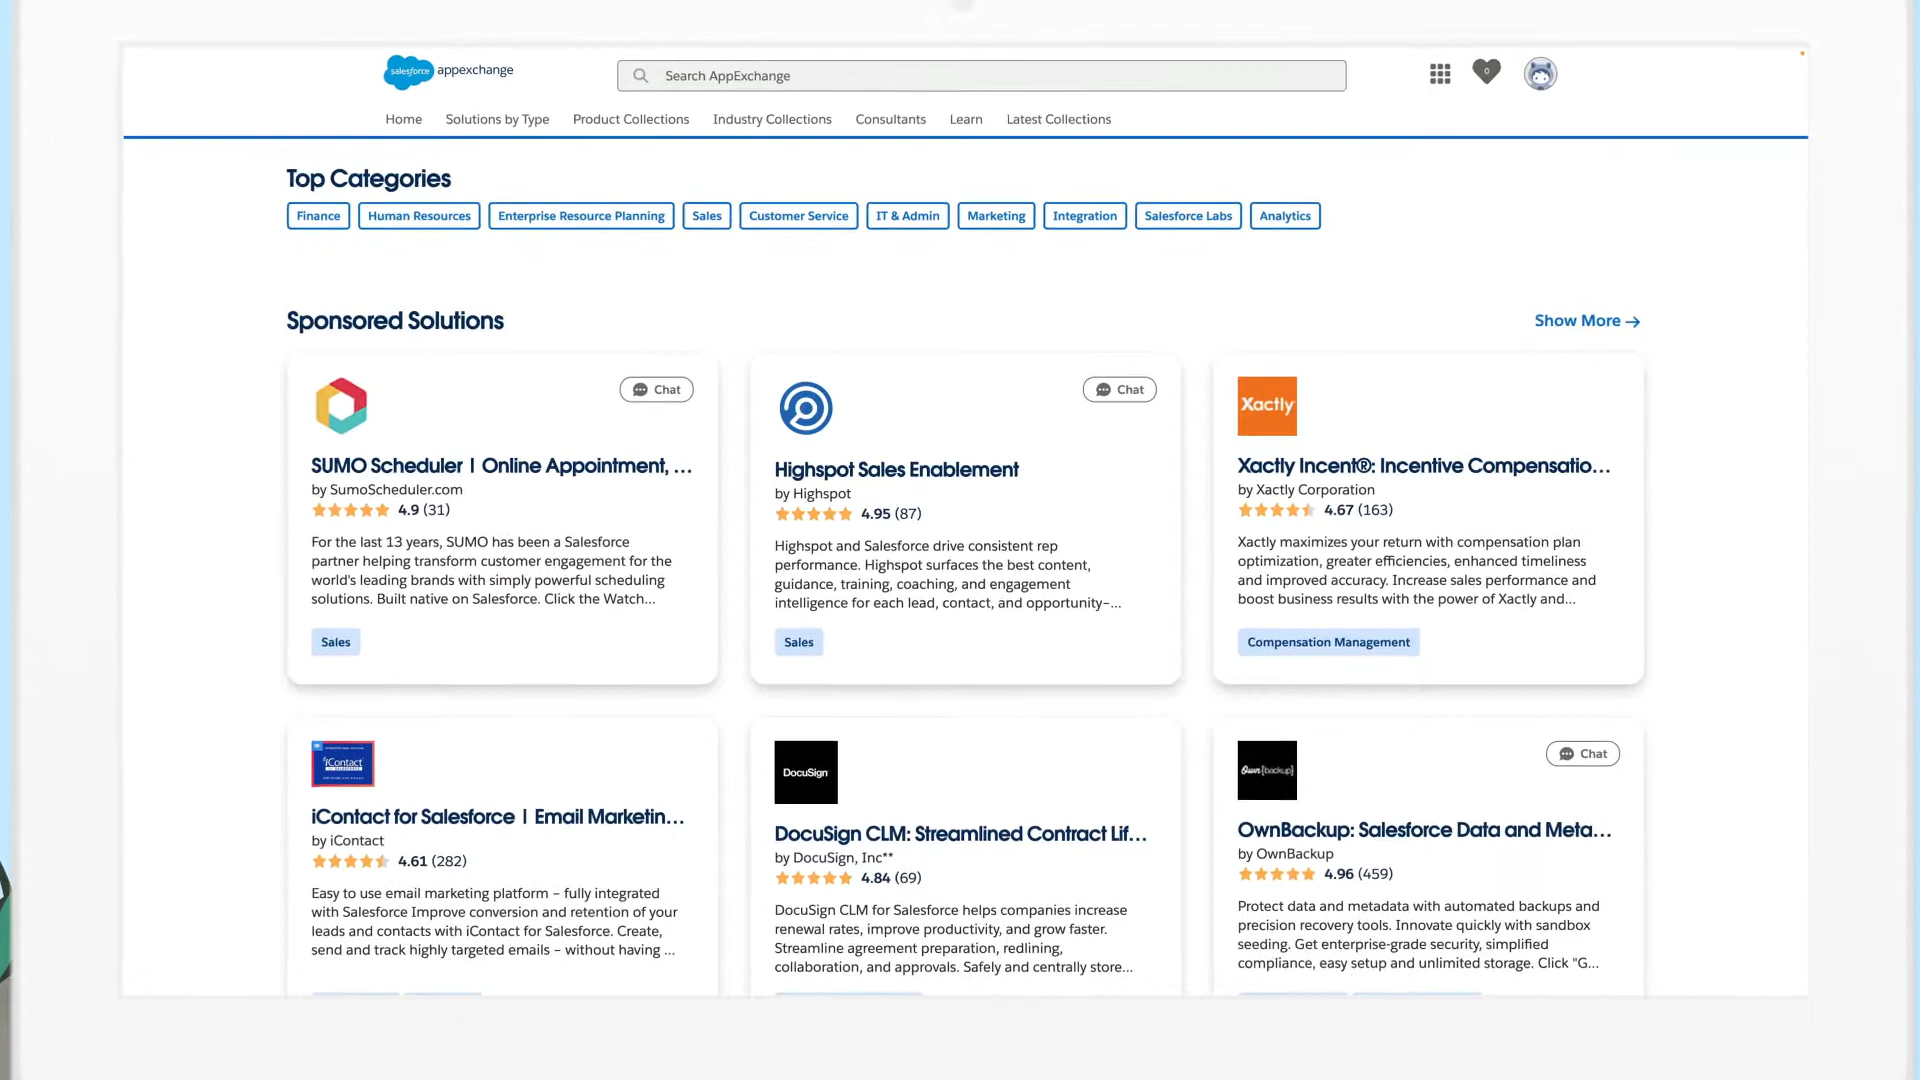 salesforce appexchange
Search AppExchange
0
Home Solutions by Type Product Collections Industry Collections Consultants Learn Latest Collections
Top Categories
Finance Human Resources Enterprise Resource Planning Sales Customer Service IT & Admin Marketing Integration Salesforce Labs Analytics
Sponsored Solutions
Show More →
Chat
SUMO Scheduler | Online Appointment, ...
by SumoScheduler.com
4.9 (31)
For the last 13 years, SUMO has been a Salesforce
partner helping transform customer engagement for the
world's leading brands with simply powerful scheduling
solutions. Built native on Salesforce. Click the Watch...
Sales
Chat
Highspot Sales Enablement
by Highspot
4.95 (87)
Highspot and Salesforce drive consistent rep
performance. Highspot surfaces the best content,
guidance, training, coaching, and engagement
intelligence for each lead, contact, and opportunity–...
Sales
Xactly
Xactly Incent®: Incentive Compensatio...
by Xactly Corporation
4.67 (163)
Xactly maximizes your return with compensation plan
optimization, greater efficiencies, enhanced timeliness
and improved accuracy. Increase sales performance and
boost business results with the power of Xactly and...
Compensation Management
iContact
iContact for Salesforce | Email Marketin...
by iContact
4.61 (282)
Easy to use email marketing platform – fully integrated
with Salesforce Improve conversion and retention of your
leads and contacts with iContact for Salesforce. Create,
send and track highly targeted emails – without having ...
DocuSign
DocuSign CLM: Streamlined Contract Lif...
by DocuSign, Inc**
4.84 (69)
DocuSign CLM for Salesforce helps companies increase
renewal rates, improve productivity, and grow faster.
Streamline agreement preparation, redlining,
collaboration, and approvals. Safely and centrally store...
Own{backup}
Chat
OwnBackup: Salesforce Data and Meta...
by OwnBackup
4.96 (459)
Protect data and metadata with automated backups and
precision recovery tools. Innovate quickly with sandbox
seeding. Get enterprise-grade security, simplified
compliance, easy setup and unlimited storage. Click "G...